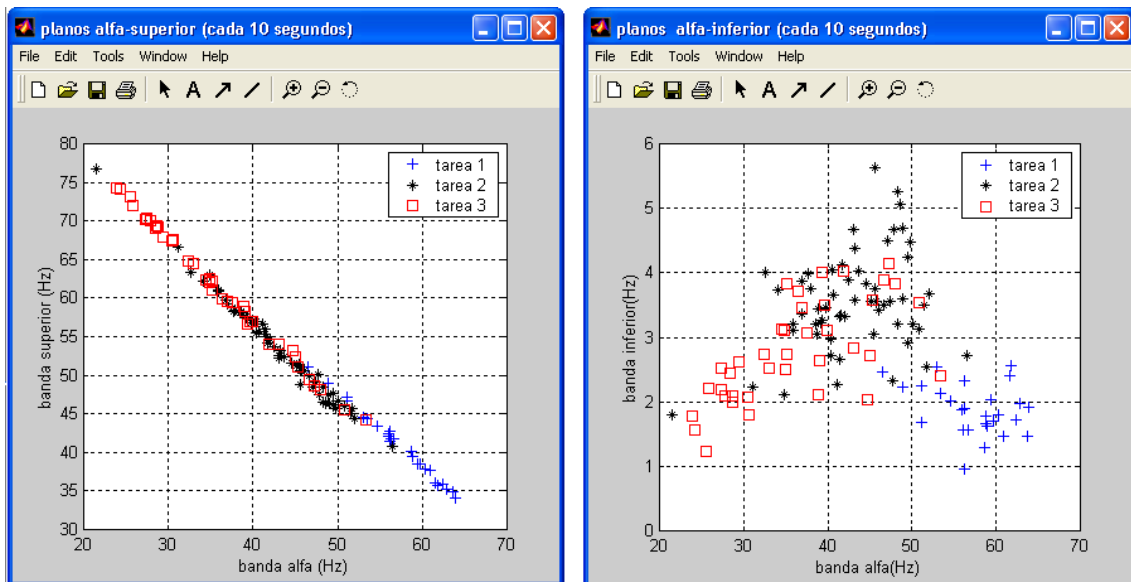 planos alfa-superior (cada 10 segundos)
File Edit Tools Window Help
A
80
75
70
65
60
55
50
45
40
35
30
banda superior (Hz)
tarea 1
tarea 2
tarea 3
20 30 40 50 60 70
banda alfa (Hz)
planos alfa-inferior (cada 10 segundos)
File Edit Tools Window Help
A
6
5
4
3
2
1
0
banda inferior(Hz)
tarea 1
tarea 2
tarea 3
20 30 40 50 60 70
banda alfa(Hz)